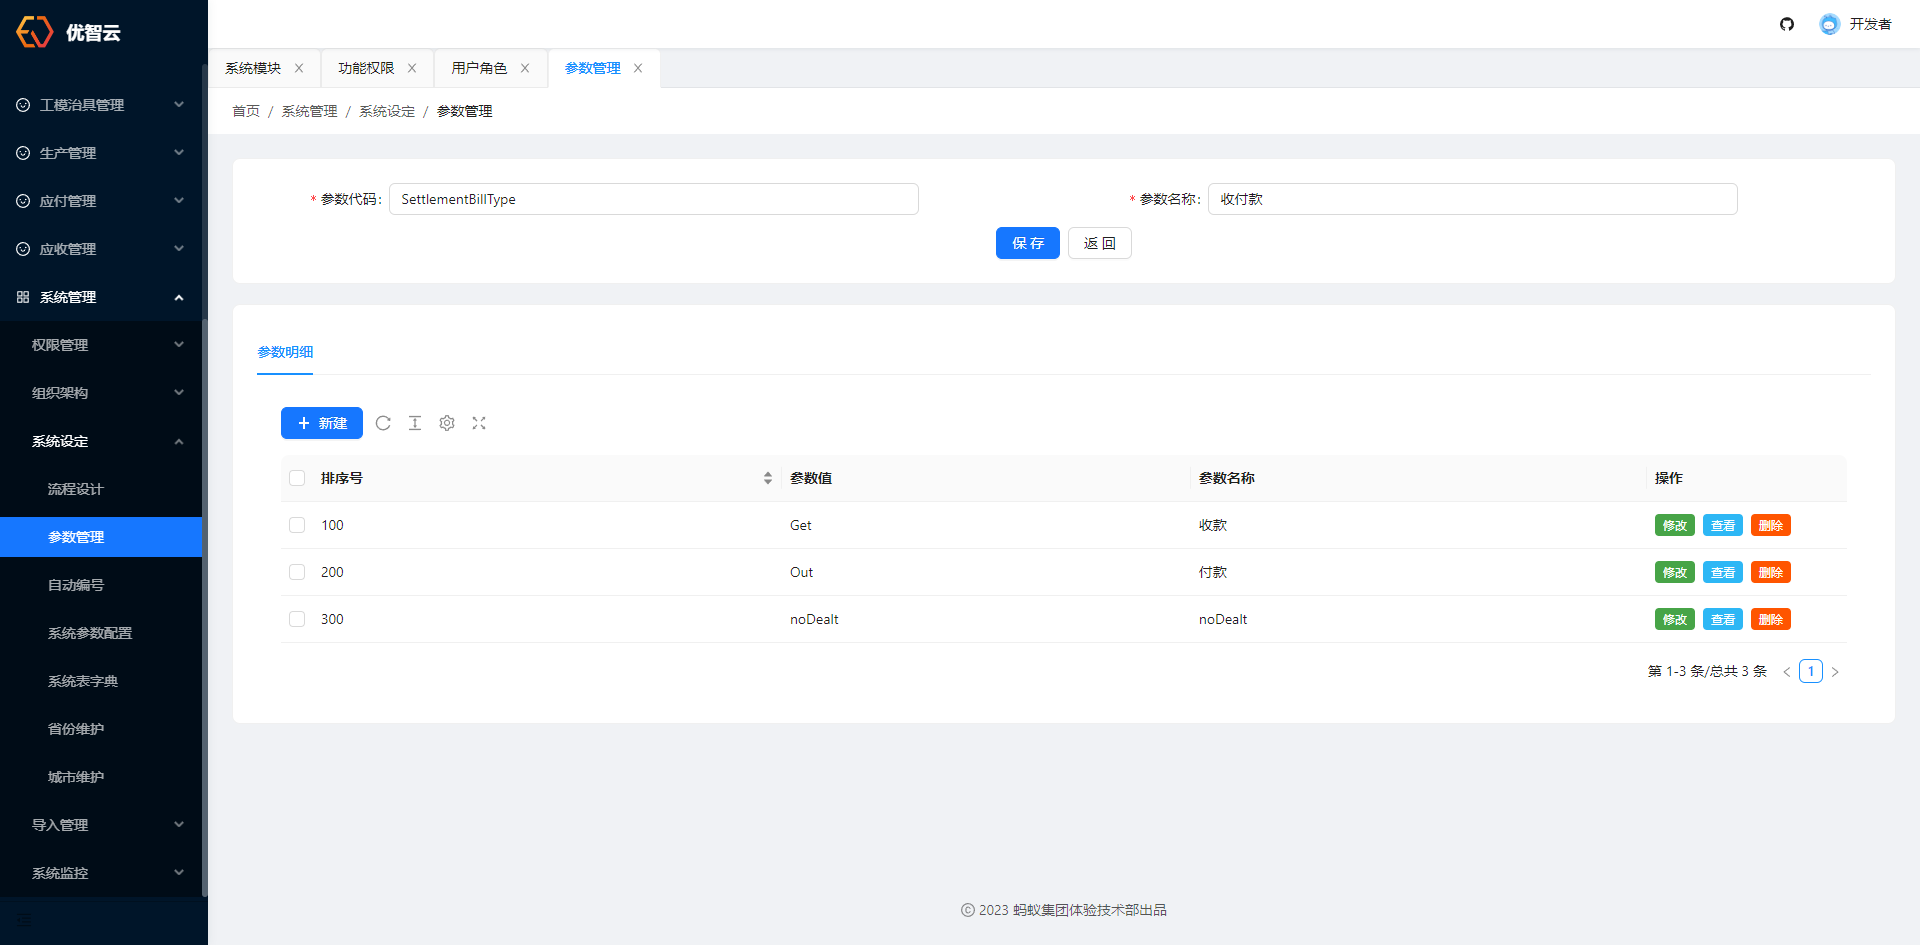 优智云
开发者
系统模块
功能权限
用户角色
参数管理
首页 / 系统管理 / 系统设定 / 参数管理
工模治具管理
生产管理
应付管理
应收管理
系统管理
权限管理
组织架构
系统设定
流程设计
参数管理
自动编号
系统参数配置
系统表字典
省份维护
城市维护
导入管理
系统监控
* 参数代码: SettlementBillType
* 参数名称: 收付款
保 存 返 回
参数明细
新建
排序号 参数值 参数名称 操作
100 Get 收款 修改 查看 删除
200 Out 付款 修改 查看 删除
300 noDealt noDealt 修改 查看 删除
第 1-3 条/总共 3 条 < 1 >
© 2023 蚂蚁集团体验技术部出品